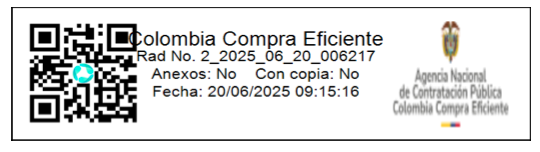 Colombia Compra Eficiente
Rad No. 2_2025_06_20_006217
Anexos: No Con copia: No
Fecha: 20/06/2025 09:15:16
Agencia Nacional
de Contratación Pública
Colombia Compra Eficiente